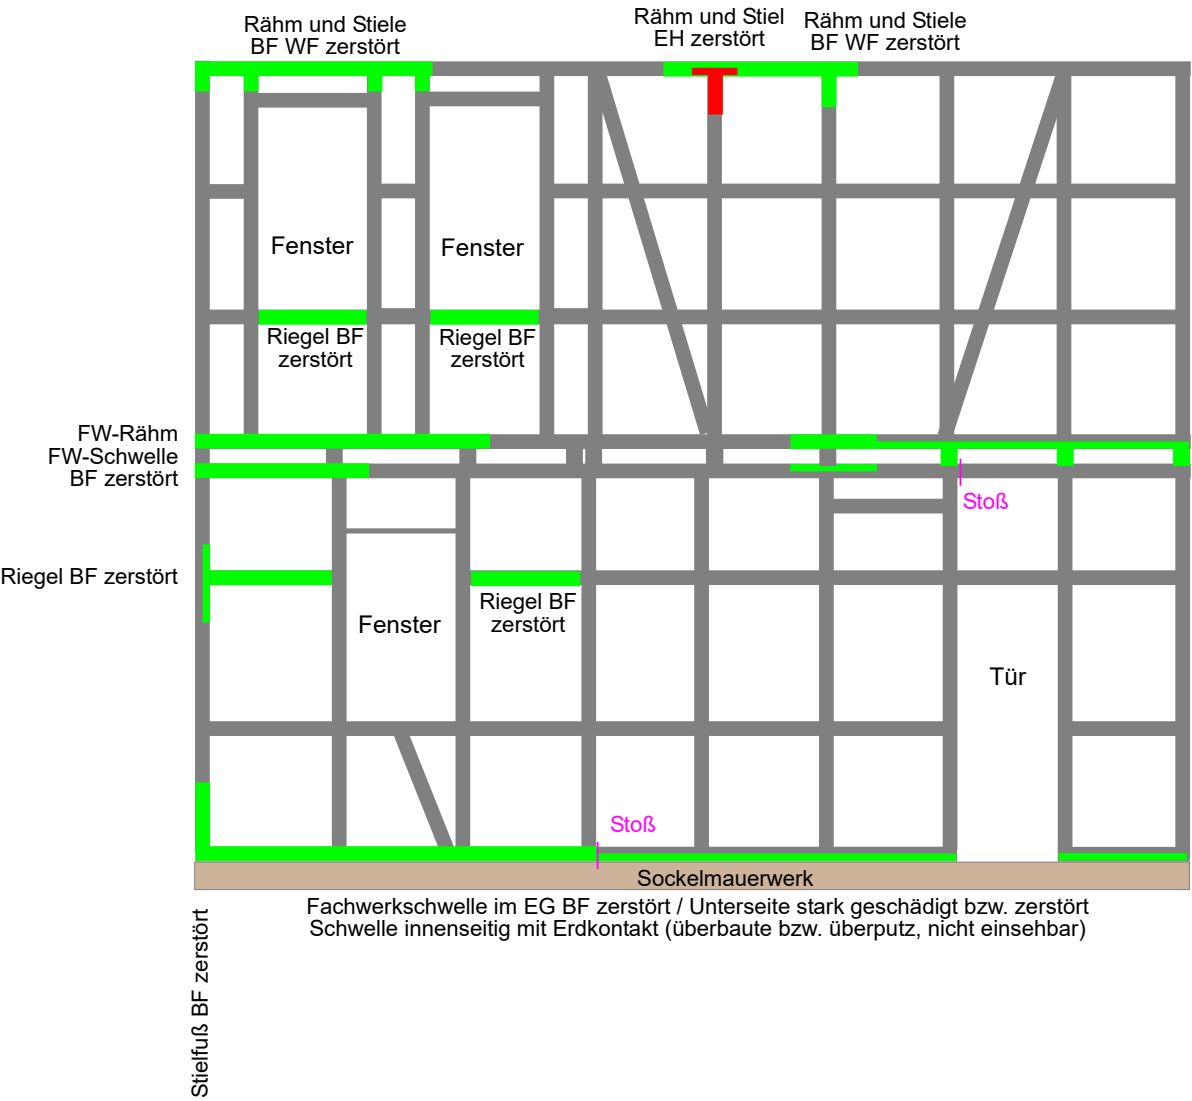 Rähm und Stiele
BF WF zerstört
Rähm und Stiel
EH zerstört
Rähm und Stiele
BF WF zerstört
Fenster
Fenster
Riegel BF
zerstört
Riegel BF
zerstört
FW-Rähm
FW-Schwelle
BF zerstört
Stoß
Riegel BF zerstört
Riegel BF
zerstört
Fenster
Tür
Stoß
Sockelmauerwerk
Fachwerkschwelle im EG BF zerstört / Unterseite stark geschädigt bzw. zerstört
Schwelle innenseitig mit Erdkontakt (überbaute bzw. überputz, nicht einsehbar)
Stielfuß BF zerstört